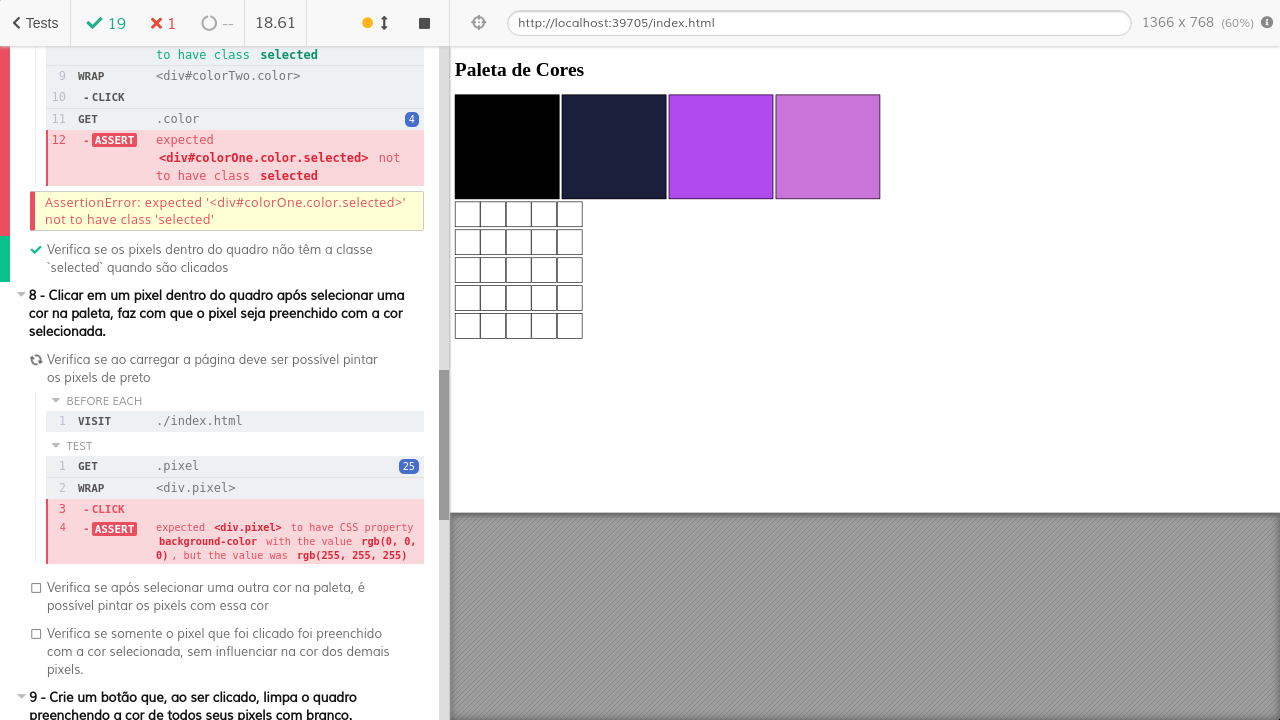 Tests
19
1
--
18.61
http://localhost:39705/index.html
1366 x 768 (60%)
to have class selected
9 WRAP <div#colorTwo.color>
10 - CLICK
11 GET .color 4
12 - ASSERT expected
<div#colorOne.color.selected> not
to have class selected
AssertionError: expected '<div#colorOne.color.selected>'
not to have class 'selected'
Verifica se os pixels dentro do quadro não têm a classe
`selected` quando são clicados
8 - Clicar em um pixel dentro do quadro após selecionar uma
cor na paleta, faz com que o pixel seja preenchido com a cor
selecionada.
Verifica se ao carregar a página deve ser possível pintar
os pixels de preto
BEFORE EACH
1 VISIT ./index.html
TEST
1 GET .pixel 25
2 WRAP <div.pixel>
3 - CLICK
4 - ASSERT expected <div.pixel> to have CSS property
background-color with the value rgb(0, 0,
0), but the value was rgb(255, 255, 255)
Verifica se após selecionar uma outra cor na paleta, é
possível pintar os pixels com essa cor
Verifica se somente o pixel que foi clicado foi preenchido
com a cor selecionada, sem influenciar na cor dos demais
pixels.
9 - Crie um botão que, ao ser clicado, limpa o quadro
preenchendo a cor de todos seus pixels com branco.
Paleta de Cores